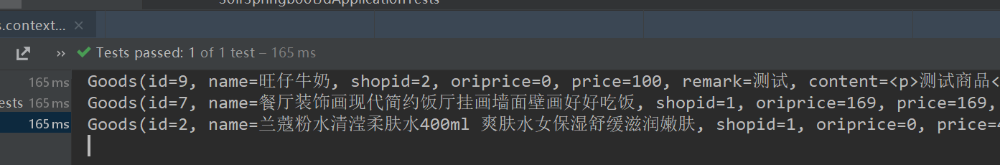 s.context...
Tests passed: 1 of 1 test – 165 ms
165 ms
Goods(id=9, name=旺仔牛奶, shopid=2, oriprice=0, price=100, remark=测试, content=<p>测试商品<
ests 165 ms
Goods(id=7, name=餐厅装饰画现代简约饭厅挂画墙面壁画好好吃饭, shopid=1, oriprice=169, price=169,
165 ms
Goods(id=2, name=兰蔻粉水清滢柔肤水400ml 爽肤水女保湿舒缓滋润嫩肤, shopid=1, oriprice=0, price=4